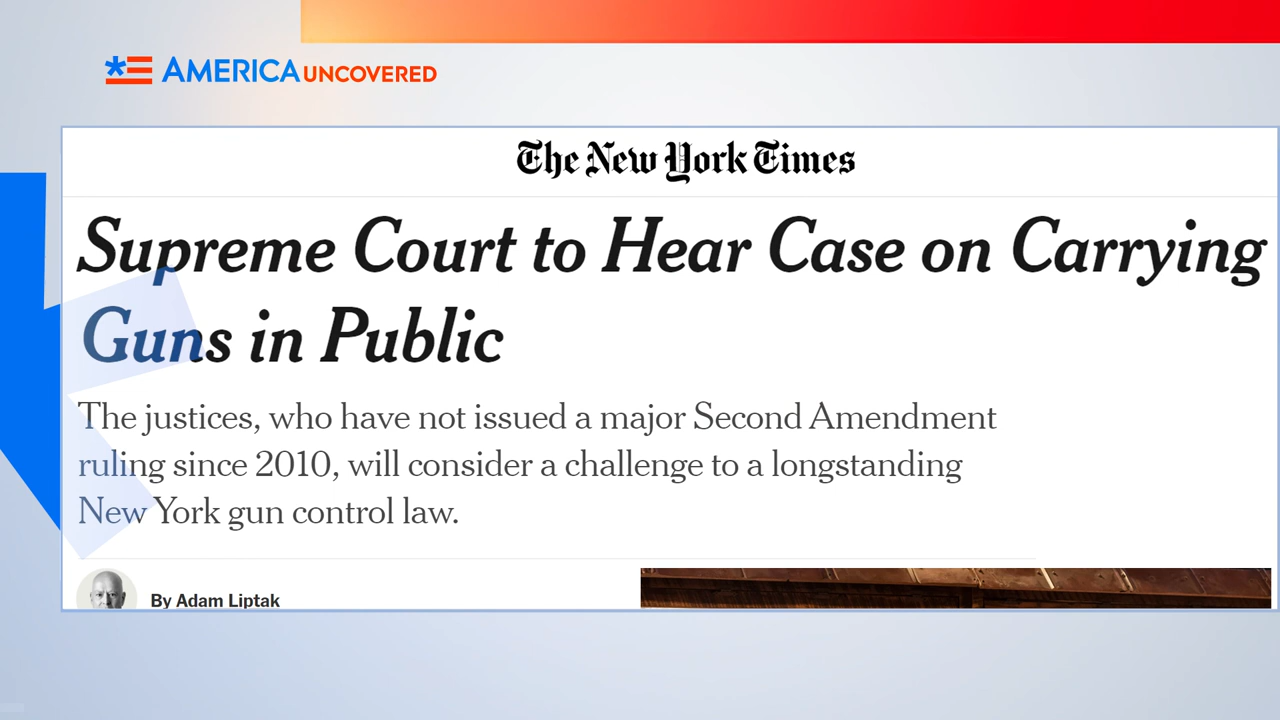 AMERICA UNCOVERED
The New York Times
Supreme Court to Hear Case on Carrying
Guns in Public
The justices, who have not issued a major Second Amendment
ruling since 2010, will consider a challenge to a longstanding
New York gun control law.
By Adam Liptak